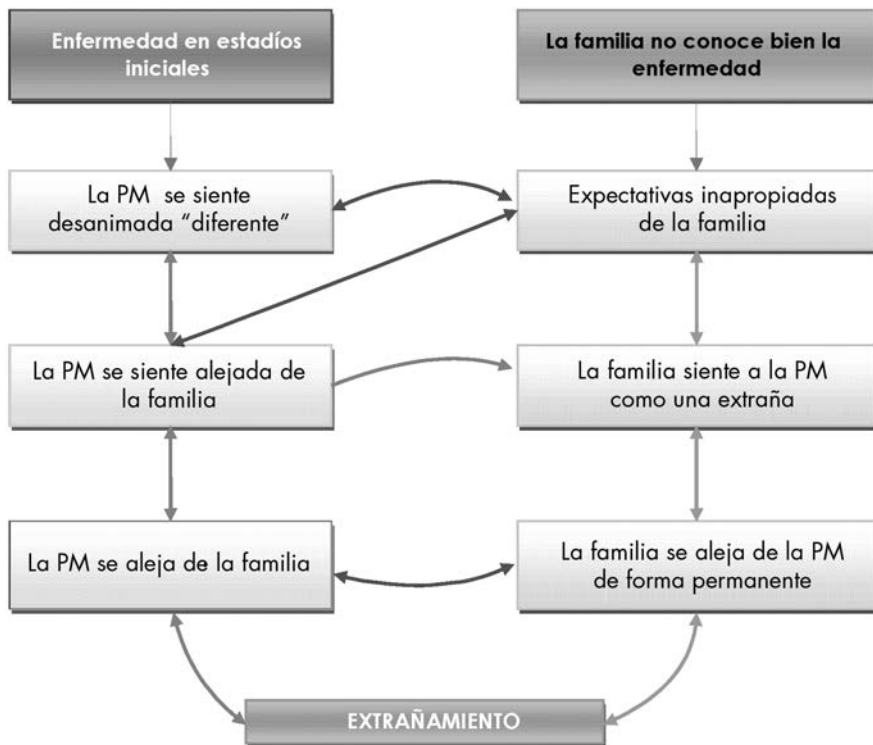 Enfermedad en estadíos
iniciales
La familia no conoce bien la
enfermedad
La PM se siente
desanimada "diferente"
Expectativas inapropiadas
de la familia
La PM se siente alejada de
la familia
La familia siente a la PM
como una extraña
La PM se aleja de la familia
La familia se aleja de la PM
de forma permanente
EXTRAÑAMIENTO